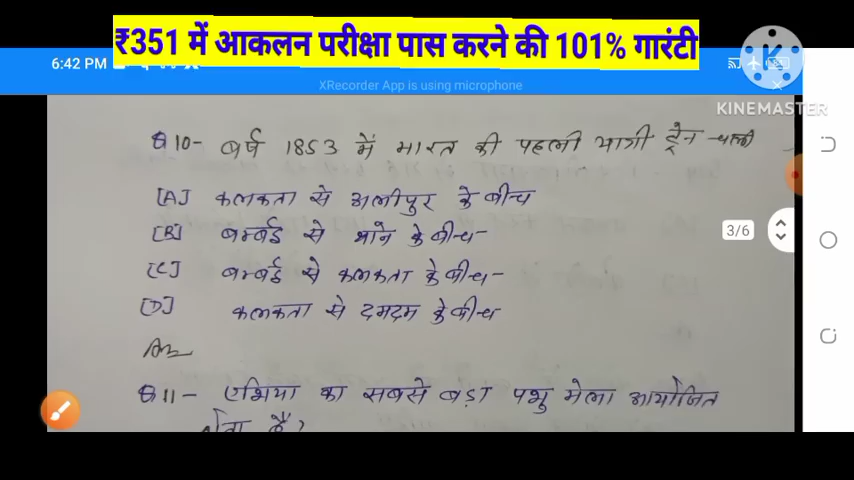 ₹351 में आकलन परीक्षा पास करने की 101% गारंटी
6:42 PM
XRecorder App is using microphone
KINEMASTER
Q10- वर्ष 1853 में भारत की पहली यात्री ट्रेन चली
[A] कलकता से अलीपुर के बीच
[B] बम्बई से थाने के बीच-
3/6
[C] बम्बई से कलकता के बीच-
[D] कलकता से दमदम के बीच
Ans
Q11- एशिया का सबसे बड़ा पशु मेला आयोजित
होता है?